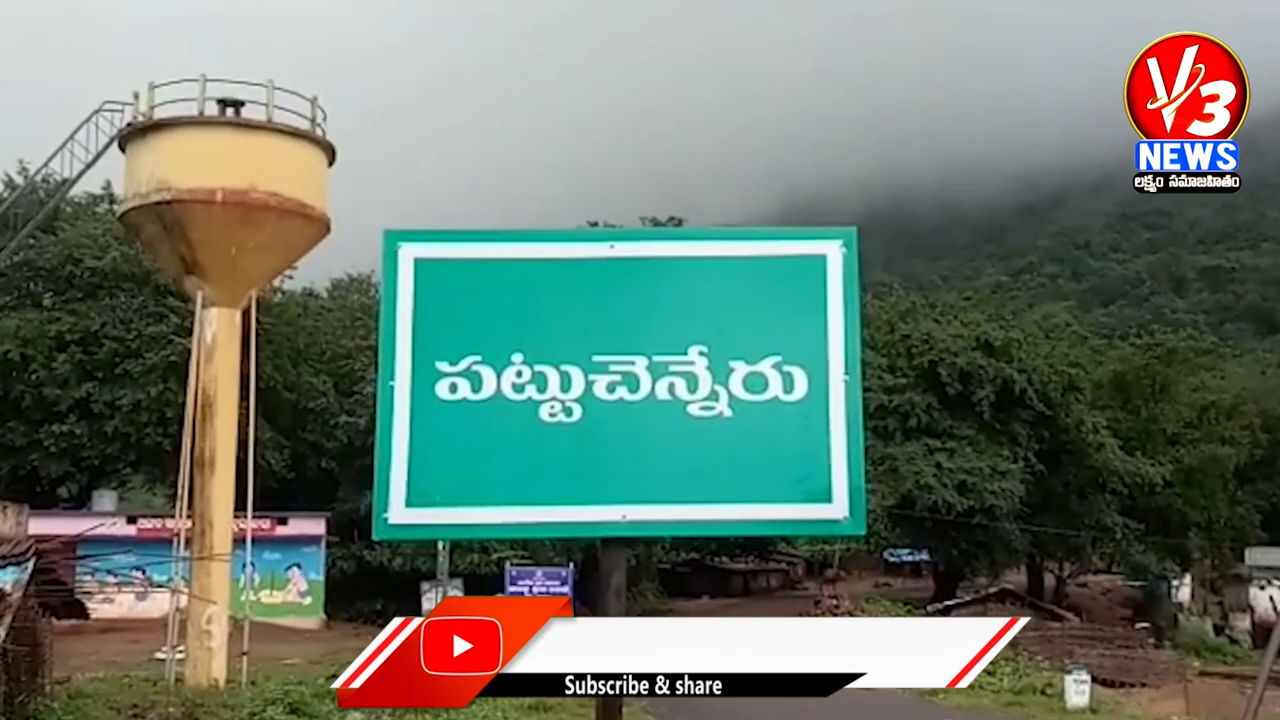 V3
NEWS
లక్ష్యం సమాజహితం
పట్టుచెన్నేరు
Subscribe & share